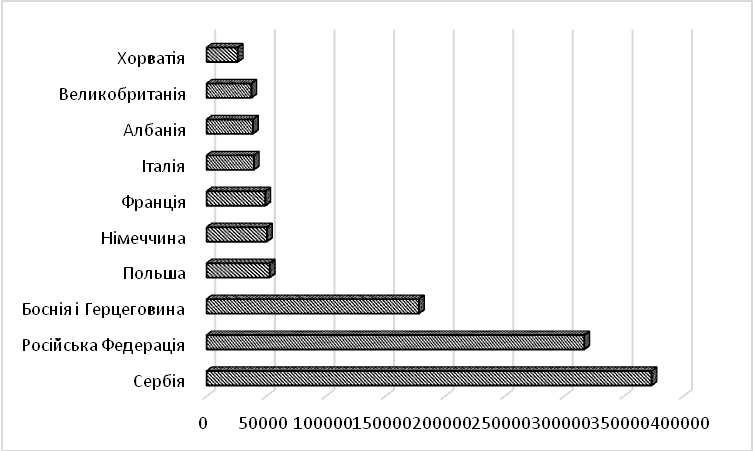 Хорватія
Великобританія
Албанія
Італія
Франція
Німеччина
Польша
Боснія і Герцеговина
Російська Федерація
Сербія
0 50000 100000 150000 200000 250000 300000 350000 400000